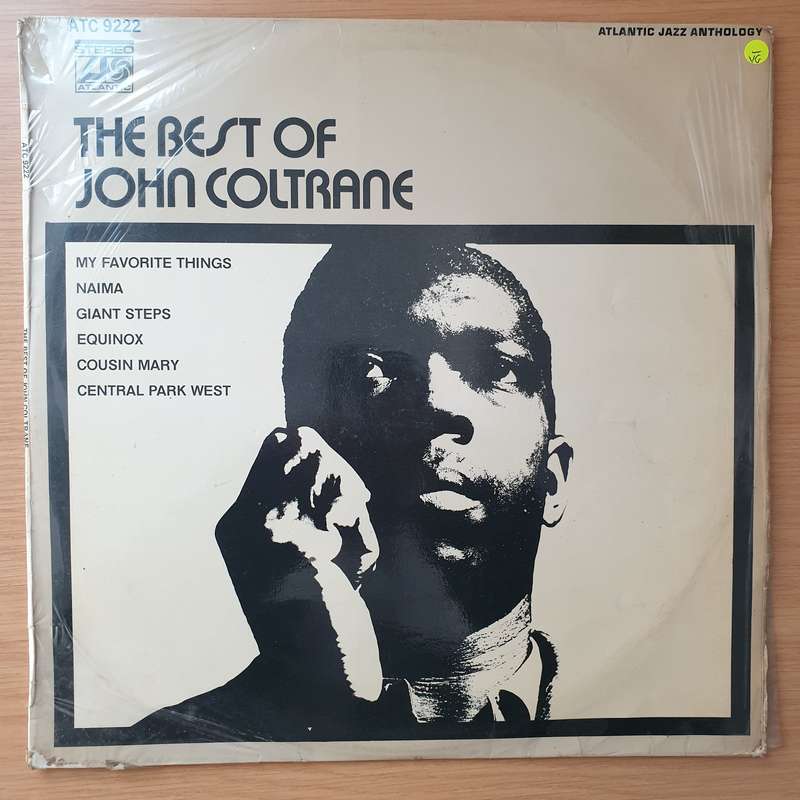 ATC 9222
STEREO
ATLANTIC
ATLANTIC JAZZ ANTHOLOGY
VG
THE BEST OF
JOHN COLTRANE
MY FAVORITE THINGS
NAIMA
GIANT STEPS
EQUINOX
COUSIN MARY
CENTRAL PARK WEST
ATC 9222
THE BEST OF JOHN COLTRANE